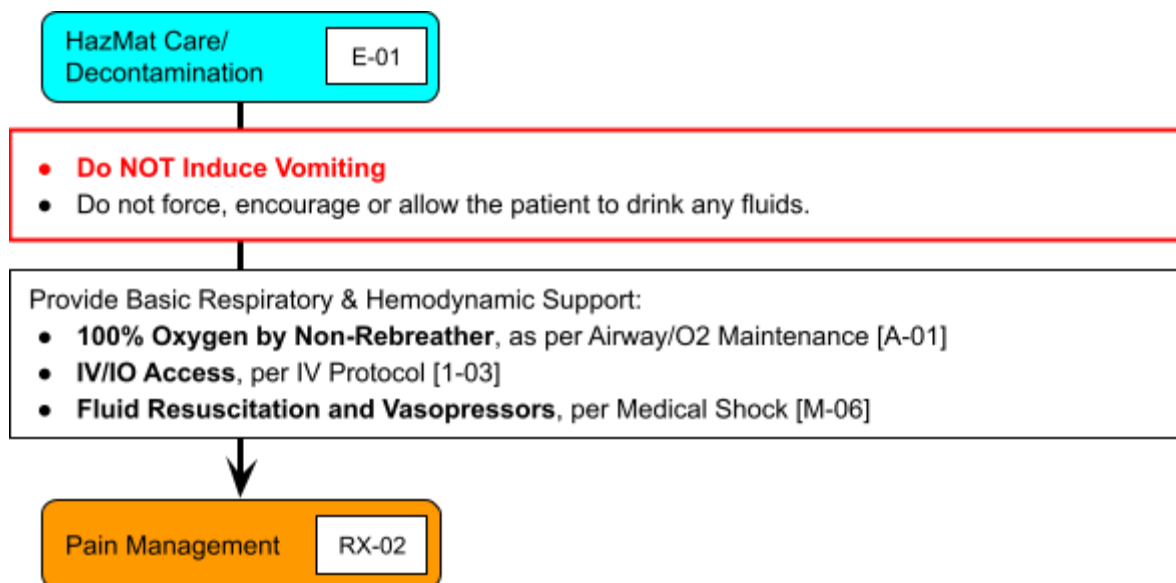 HazMat Care/
Decontamination
E-01
● Do NOT Induce Vomiting
● Do not force, encourage or allow the patient to drink any fluids.
Provide Basic Respiratory & Hemodynamic Support:
● 100% Oxygen by Non-Rebreather, as per Airway/O2 Maintenance [A-01]
● IV/IO Access, per IV Protocol [1-03]
● Fluid Resuscitation and Vasopressors, per Medical Shock [M-06]
Pain Management
RX-02